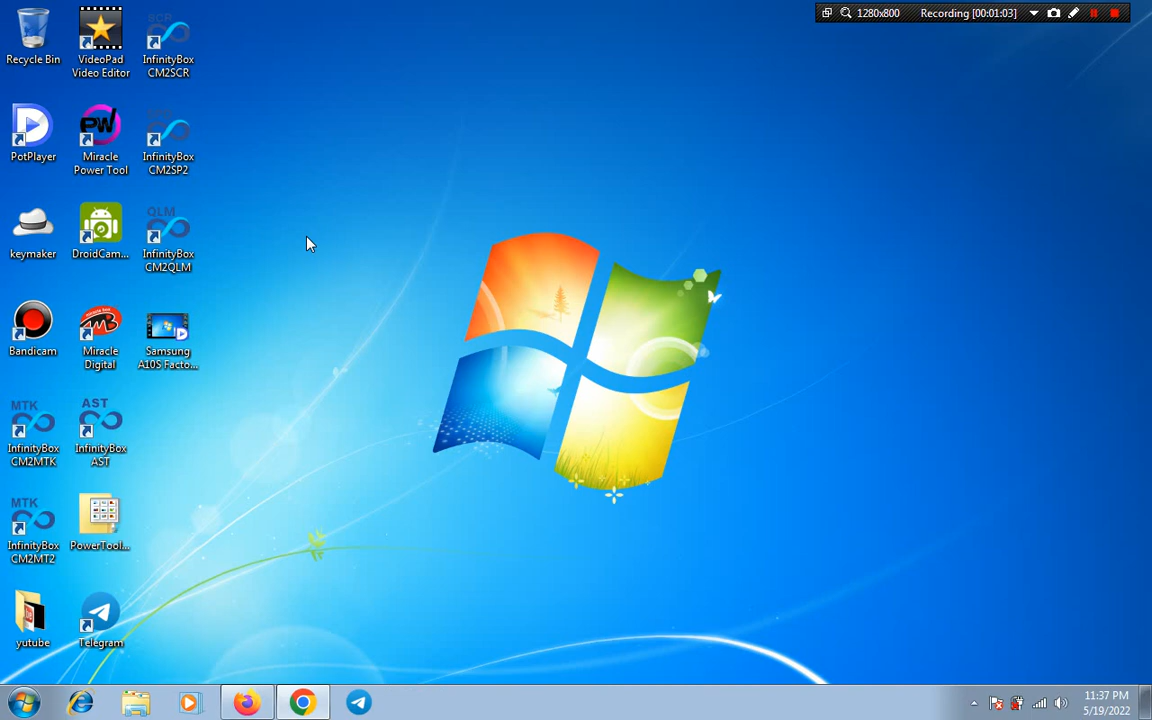 1280x800
Recording [00:01:03]
Recycle Bin
VideoPad
Video Editor
SCR
InfinityBox
CM2SCR
PotPlayer
PW
Miracle
Power Tool
InfinityBox
CM2SP2
keymaker
DroidCam...
QLM
InfinityBox
CM2QLM
Bandicam
Miracle
Digital
Samsung
A10S Facto...
MTK
InfinityBox
CM2MTK
AST
InfinityBox
AST
MTK
InfinityBox
CM2MT2
PowerTool...
yutube
Telegram
11:37 PM
5/19/2022